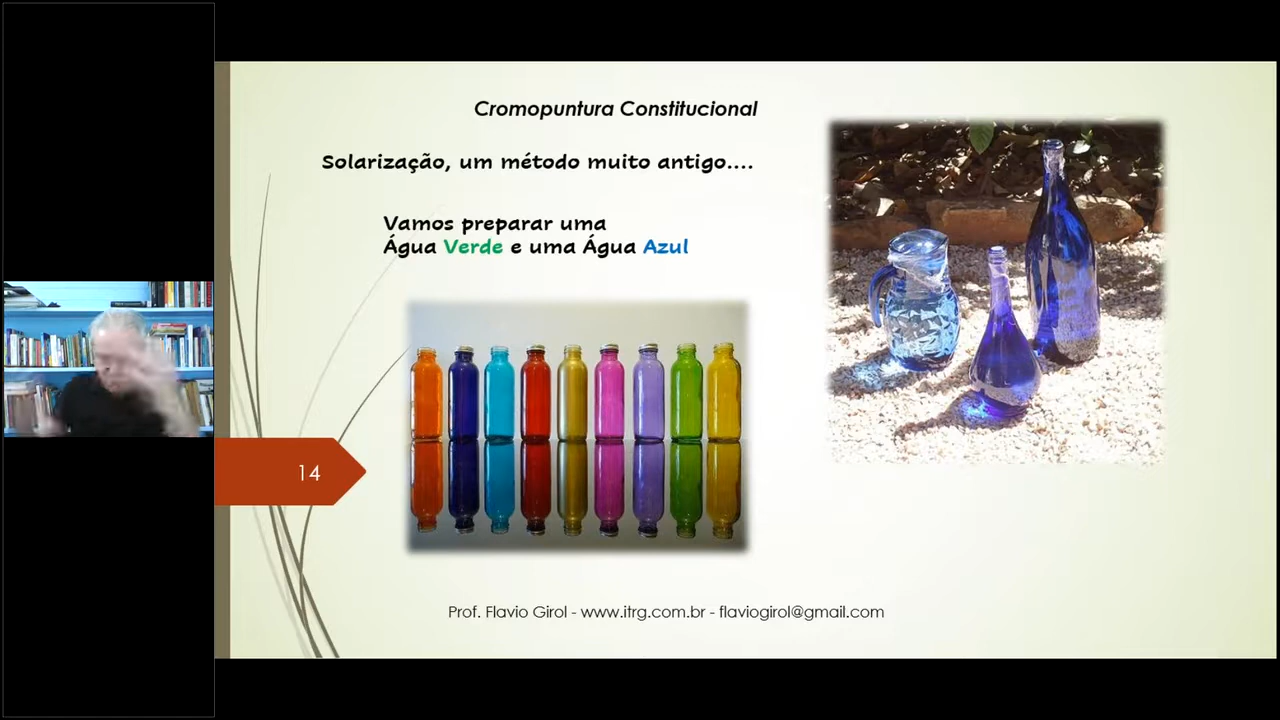 Cromopuntura Constitucional
Solarização, um método muito antigo....
Vamos preparar uma
Água Verde e uma Água Azul
14
Prof. Flavio Girol - www.itrg.com.br - flaviogirol@gmail.com